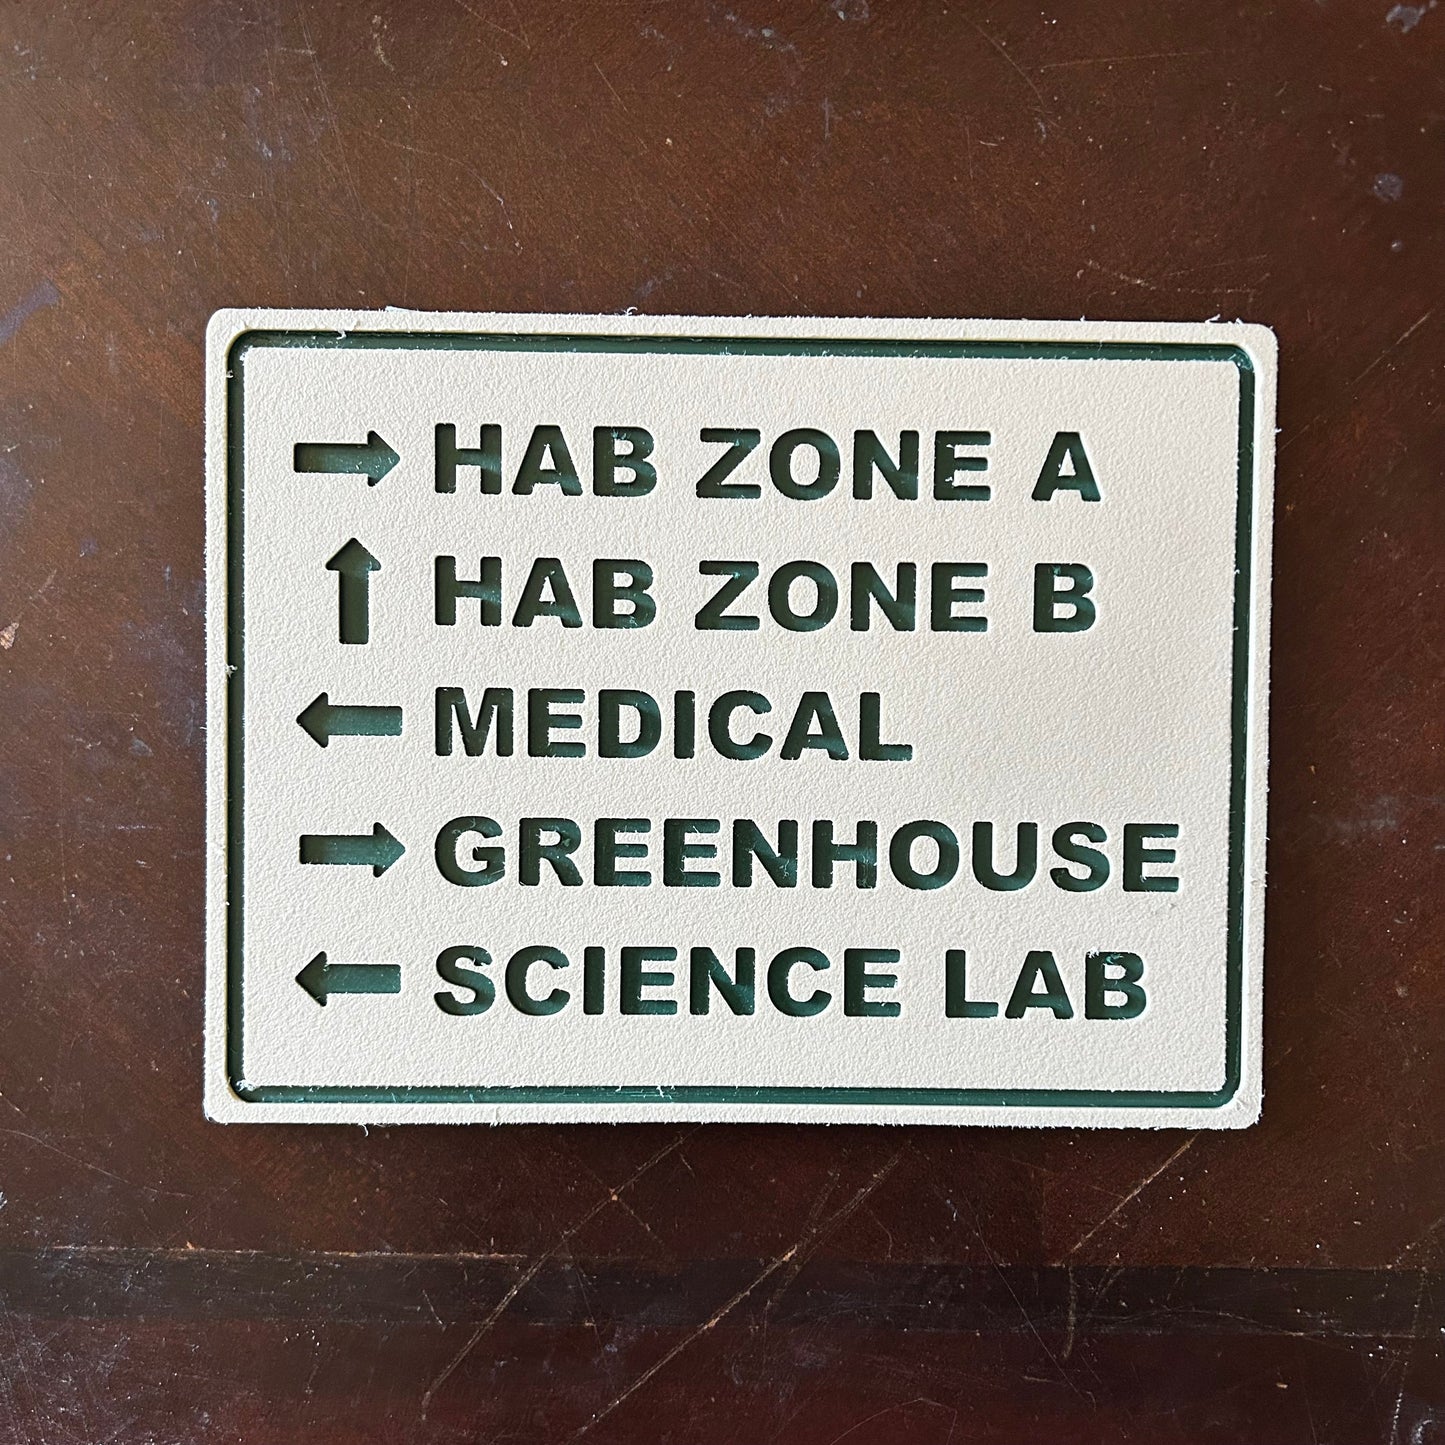 → HAB ZONE A
↑ HAB ZONE B
← MEDICAL
→ GREENHOUSE
← SCIENCE LAB